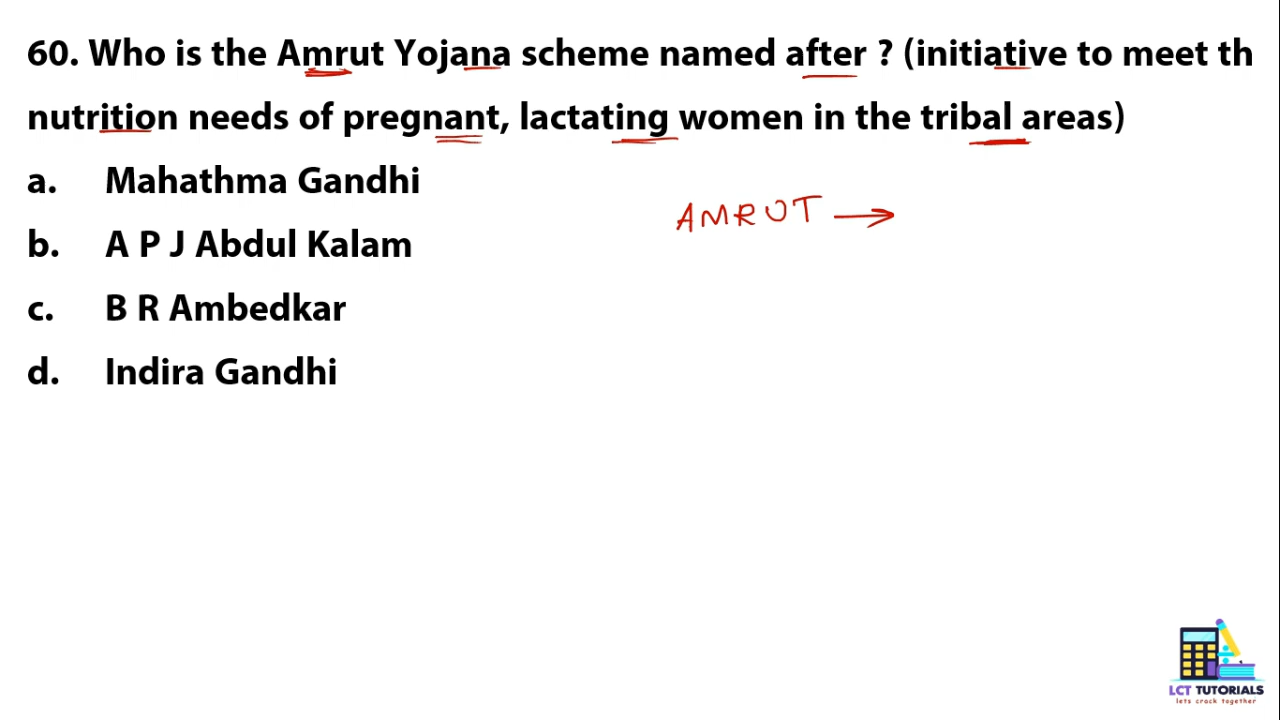 60. Who is the Amrut Yojana scheme named after ? (initiative to meet th
nutrition needs of pregnant, lactating women in the tribal areas)
a. Mahathma Gandhi
AMRUT →
b. A P J Abdul Kalam
c. B R Ambedkar
d. Indira Gandhi
LCT TUTORIALS
lets crack together